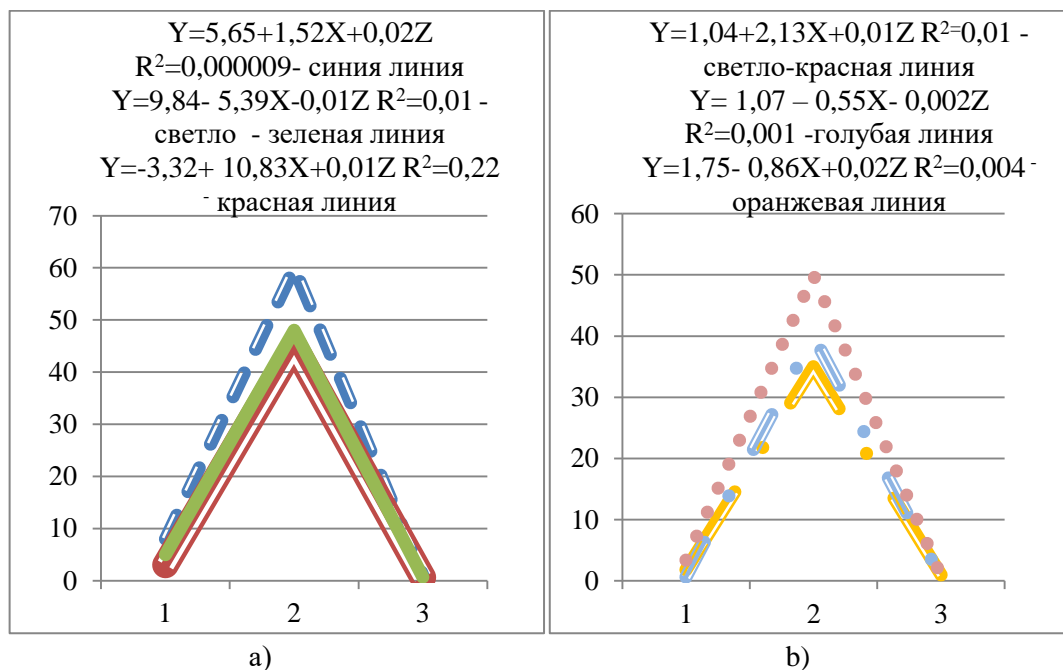 Y=5,65+1,52X+0,02Z
R²=0,000009- синия линия
Y=9,84- 5,39X-0,01Z R²=0,01 -
светло - зеленая линия
Y=-3,32+ 10,83X+0,01Z R²=0,22
- красная линия
70
60
50
40
30
20
10
0
1 2 3
a)
Y=1,04+2,13X+0,01Z R²⁼0,01 -
светло-красная линия
Y= 1,07 – 0,55X- 0,002Z
R²=0,001 -голубая линия
Y=1,75- 0,86X+0,02Z R²=0,004 -
оранжевая линия
60
50
40
30
20
10
0
1 2 3
b)